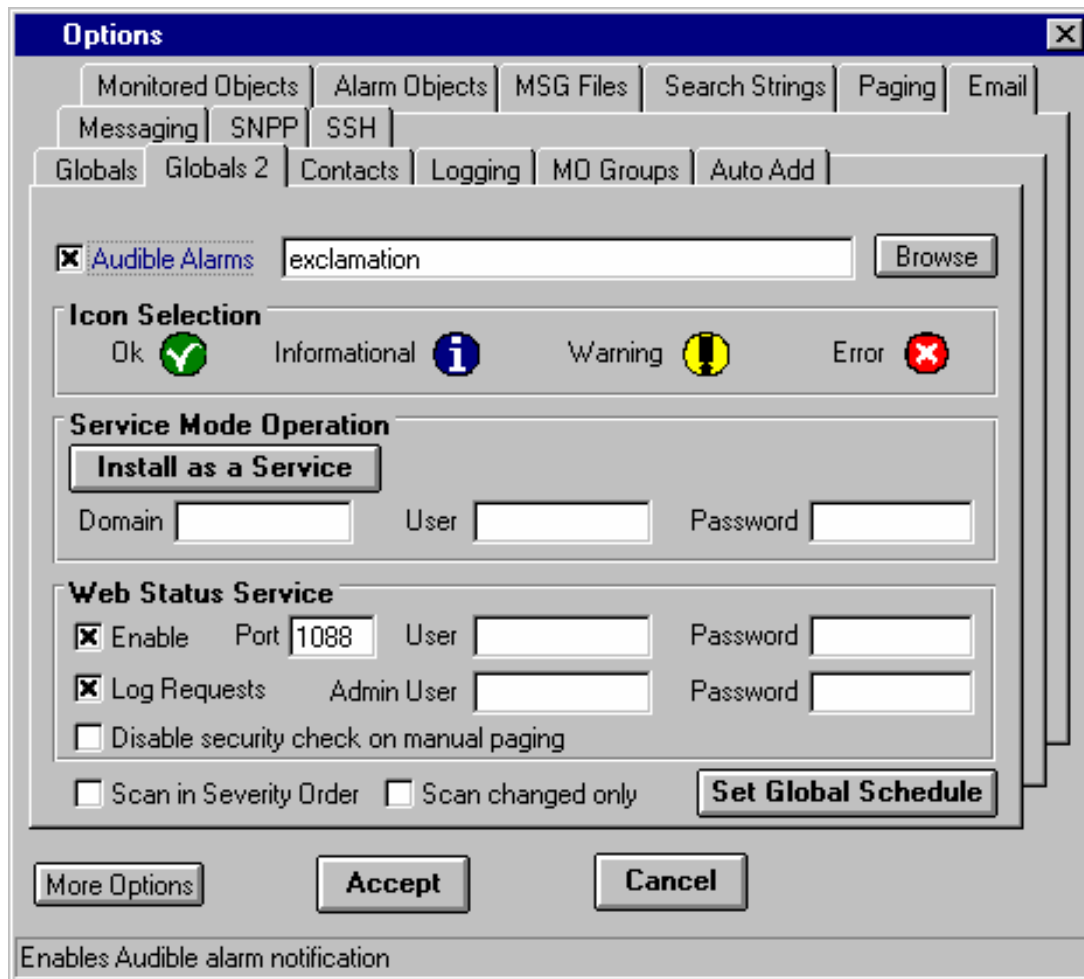 Options
Monitored Objects Alarm Objects MSG Files Search Strings Paging Email
Messaging SNPP SSH
Globals Globals 2 Contacts Logging MO Groups Auto Add
Audible Alarms exclamation Browse
Icon Selection
Ok Informational Warning Error
Service Mode Operation
Install as a Service
Domain User Password
Web Status Service
Enable Port 1088 User Password
Log Requests Admin User Password
Disable security check on manual paging
Scan in Severity Order Scan changed only Set Global Schedule
More Options Accept Cancel
Enables Audible alarm notification